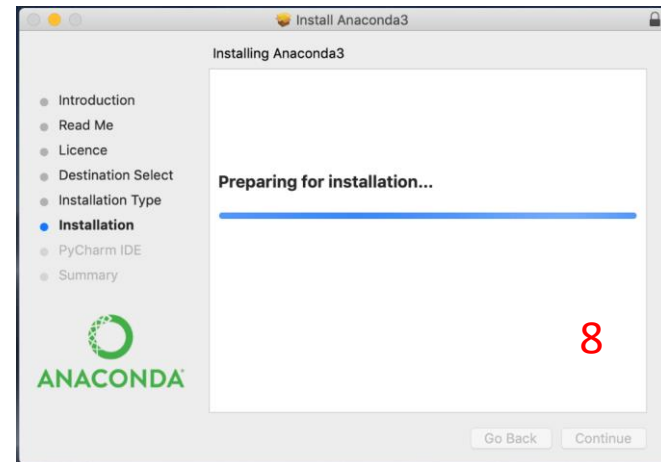 Install Anaconda3
Installing Anaconda3
Introduction
Read Me
Licence
Destination Select
Installation Type
Installation
PyCharm IDE
Summary
Preparing for installation...
8
ANACONDA
Go Back
Continue